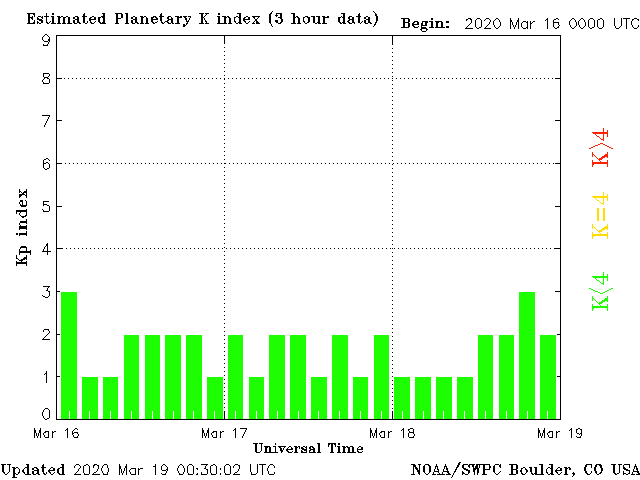 Estimated Planetary K index (3 hour data)
Begin: 2020 Mar 16 0000 UTC
9
8
7
6
5
4
3
2
1
0
Kp index
K>4
K=4
K<4
Mar 16 Mar 17 Mar 18 Mar 19
Universal Time
Updated 2020 Mar 19 00:30:02 UTC
NOAA/SWPC Boulder, CO USA